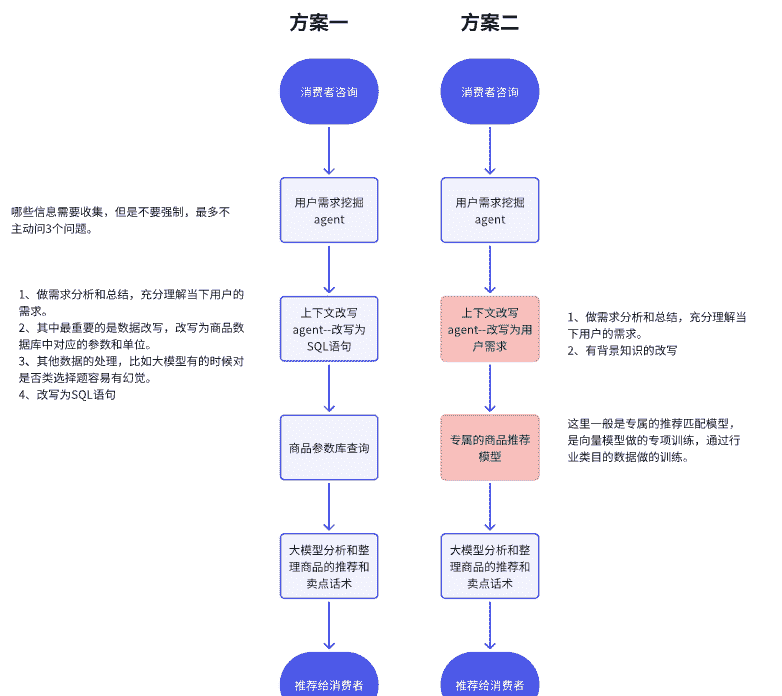 方案一
方案二
消费者咨询
消费者咨询
哪些信息需要收集，但是不要强制，最多不
主动问3个问题。
用户需求挖掘
agent
用户需求挖掘
agent
1、做需求分析和总结，充分理解当下用户的
需求。
2、其中最重要的是数据改写，改写为商品数
据库中对应的参数和单位。
3、其他数据的处理，比如大模型有的时候对
是否类选择题容易有幻觉。
4、改写为SQL语句
上下文改写
agent--改写为
SQL语句
上下文改写
agent--改写为用
户需求
1、做需求分析和总结，充分理解当
下用户的需求。
2、有背景知识的改写
商品参数库查询
专属的商品推荐
模型
这里一般是专属的推荐匹配模型，
是向量模型做的专项训练，通过行
业类目的数据做的训练。
大模型分析和整
理商品的推荐和
卖点话术
大模型分析和整
理商品的推荐和
卖点话术
推荐给消费者
推荐给消费者